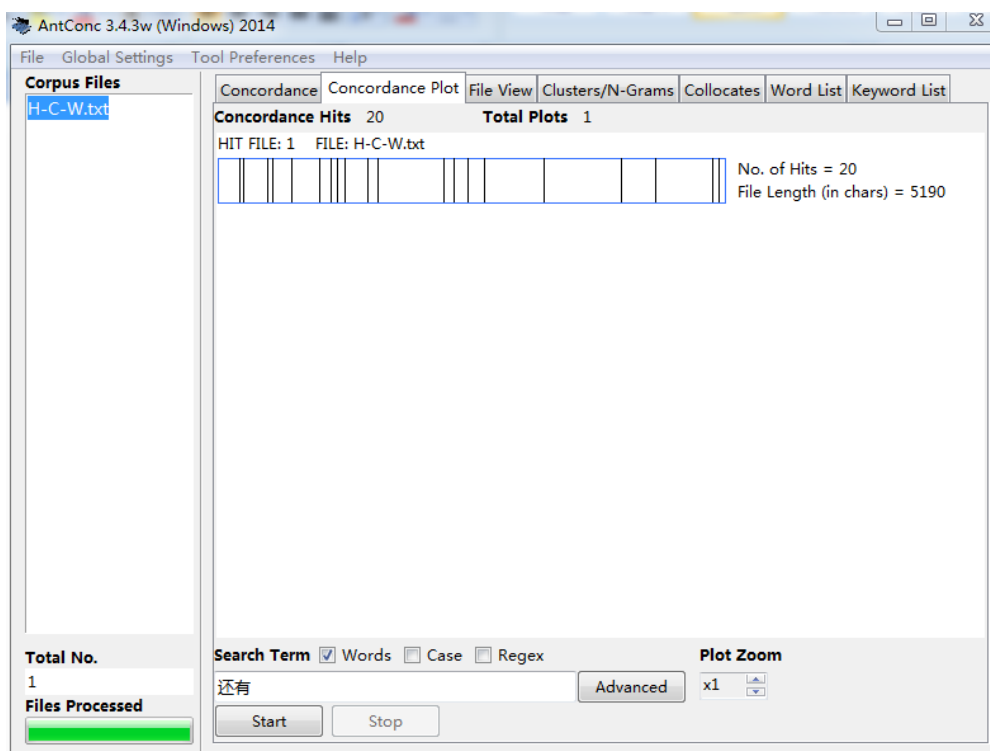 AntConc 3.4.3w (Windows) 2014
File Global Settings Tool Preferences Help
Corpus Files
H-C-W.txt
Concordance Concordance Plot File View Clusters/N-Grams Collocates Word List Keyword List
Concordance Hits 20 Total Plots 1
HIT FILE: 1 FILE: H-C-W.txt
No. of Hits = 20
File Length (in chars) = 5190
Total No.
1
Files Processed
Search Term Words Case Regex Plot Zoom
还有 Advanced x1
Start Stop